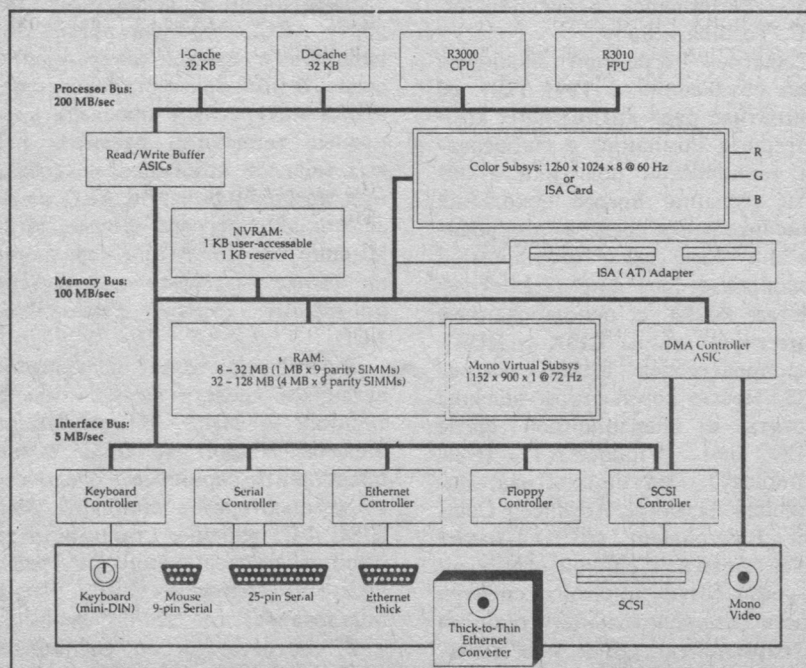 I-Cache
32 KB
D-Cache
32 KB
R3000
CPU
R3010
FPU
Processor Bus:
200 MB/sec
Read/Write Buffer
ASICs
Color Subsys: 1280 x 1024 x 8 @ 60 Hz
or
ISA Card
R
G
B
NVRAM:
1 KB user-accessable
1 KB reserved
ISA (AT) Adapter
Memory Bus:
100 MB/sec
RAM:
8 – 32 MB (1 MB x 9 parity SIMMs)
32 – 128 MB (4 MB x 9 parity SIMMs)
Mono Virtual Subsys
1152 x 900 x 1 @ 72 Hz
DMA Controller
ASIC
Interface Bus:
5 MB/sec
Keyboard
Controller
Serial
Controller
Ethernet
Controller
Floppy
Controller
SCSI
Controller
Keyboard
(mini-DIN)
Mouse
9-pin Serial
25-pin Serial
Ethernet
thick
Thick-to-Thin
Ethernet
Converter
SCSI
Mono
Video